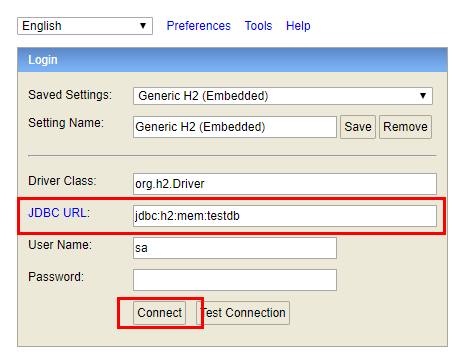 English Preferences Tools Help
Login
Saved Settings: Generic H2 (Embedded)
Setting Name: Generic H2 (Embedded) Save Remove
Driver Class: org.h2.Driver
JDBC URL: jdbc:h2:mem:testdb
User Name: sa
Password:
Connect Test Connection